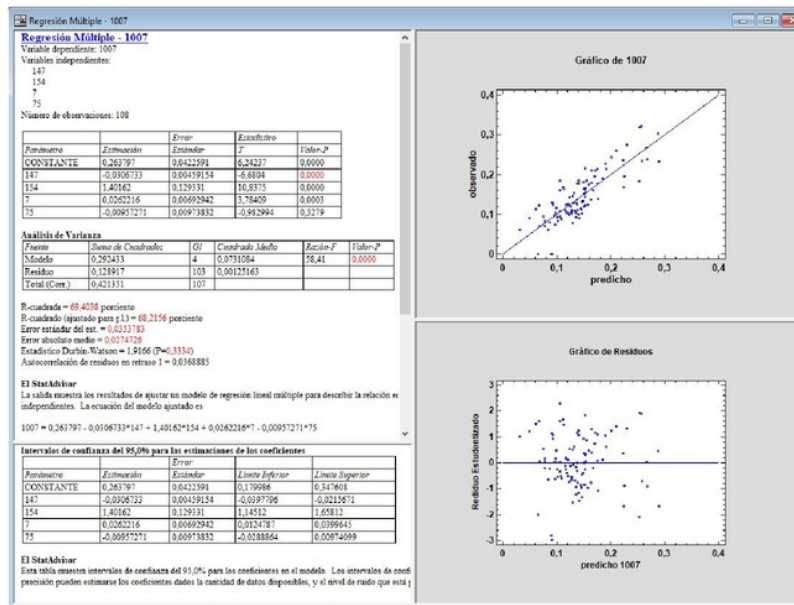 Regresión Múltiple - 1007
Regresión Múltiple - 1007
Variable dependiente: 1007
Variables independientes:
147
154
7
75
Número de observaciones: 108
Error Estadístico
Parámetro Estimación Estándar T Valor-P
CONSTANTE 0,263797 0,0422591 6,24237 0,0000
147 -0,0306733 0,00459154 -6,6804 0,0000
154 1,40162 0,129331 10,8375 0,0000
7 0,0262216 0,00692942 3,78409 0,0003
75 -0,00957271 0,00973832 -0,982994 0,3279
Análisis de Varianza
Fuente Suma de Cuadrados Gl Cuadrado Medio Razón-F Valor-P
Modelo 0,292433 4 0,0731084 58,41 0,0000
Residuo 0,128917 103 0,00125163
Total (Corr.) 0,421351 107
R-cuadrada = 69,4038 porciento
R-cuadrado (ajustado para g.l.) = 68,2156 porciento
Error estándar del est. = 0,0353783
Error absoluto medio = 0,0274726
Estadístico Durbin-Watson = 1,9166 (P=0,3334)
Autocorrelación de residuos en retraso 1 = 0,0368885
El StatAdvisor
La salida muestra los resultados de ajustar un modelo de regresión lineal múltiple para describir la relación
independientes. La ecuación del modelo ajustado es
1007 = 0,263797 - 0,0306733*147 + 1,40162*154 + 0,0262216*7 - 0,00957271*75
Intervalos de confianza del 95,0% para las estimaciones de los coeficientes
Error
Parámetro Estimación Estándar Límite Inferior Límite Superior
CONSTANTE 0,263797 0,0422591 0,179986 0,347608
147 -0,0306733 0,00459154 -0,0397796 -0,0215671
154 1,40162 0,129331 1,14512 1,65812
7 0,0262216 0,00692942 0,0124787 0,0399645
75 -0,00957271 0,00973832 -0,0288864 0,00974099
El StatAdvisor
Esta tabla muestra intervalos de confianza del 95,0% para los coeficientes en el modelo. Los intervalos de
precisión pueden estimarse los coeficientes dados la cantidad de datos disponibles, y el nivel de ruido que está
Gráfico de 1007
observado
0,4
0,3
0,2
0,1
0
0 0,1 0,2 0,3 0,4
predicho
Gráfico de Residuos
Rediduo Estudentizado
3
2
1
0
-1
-2
-3
0 0,1 0,2 0,3 0,4
predicho 1007